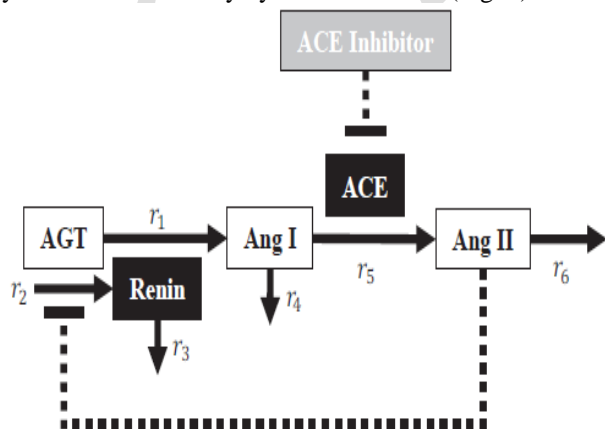 ACE Inhibitor
ACE
r₁
AGT
Ang I
Ang II
r₅
r₆
r₂
Renin
r₄
r₃